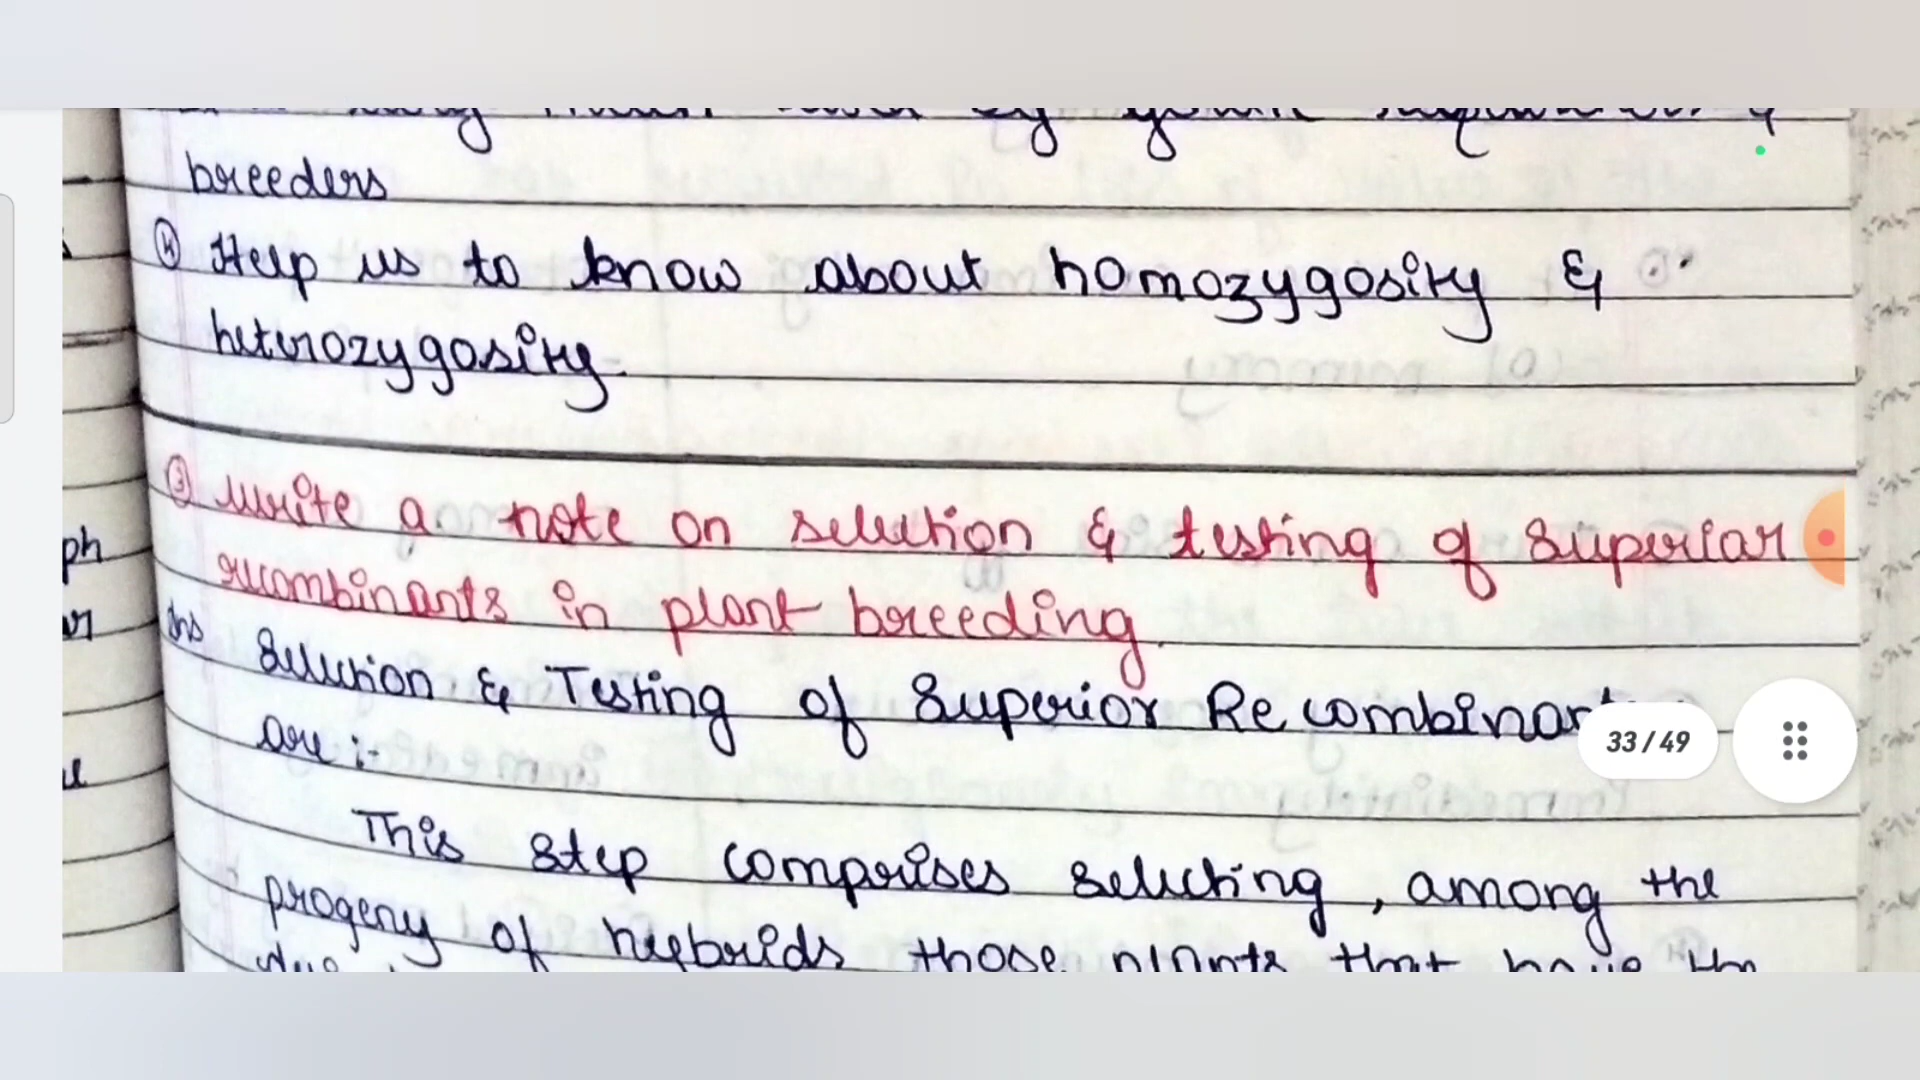 breeders
④ Help us to know about homozygosity &
heterozygosity.
③ Write a note on selection & testing of superior
recombinants in plant breeding.
Ans Selection & Testing of Superior Recombinants
are :-
This step comprises selecting, among the
progeny of hybrids those plants that have the
ph
33 / 49